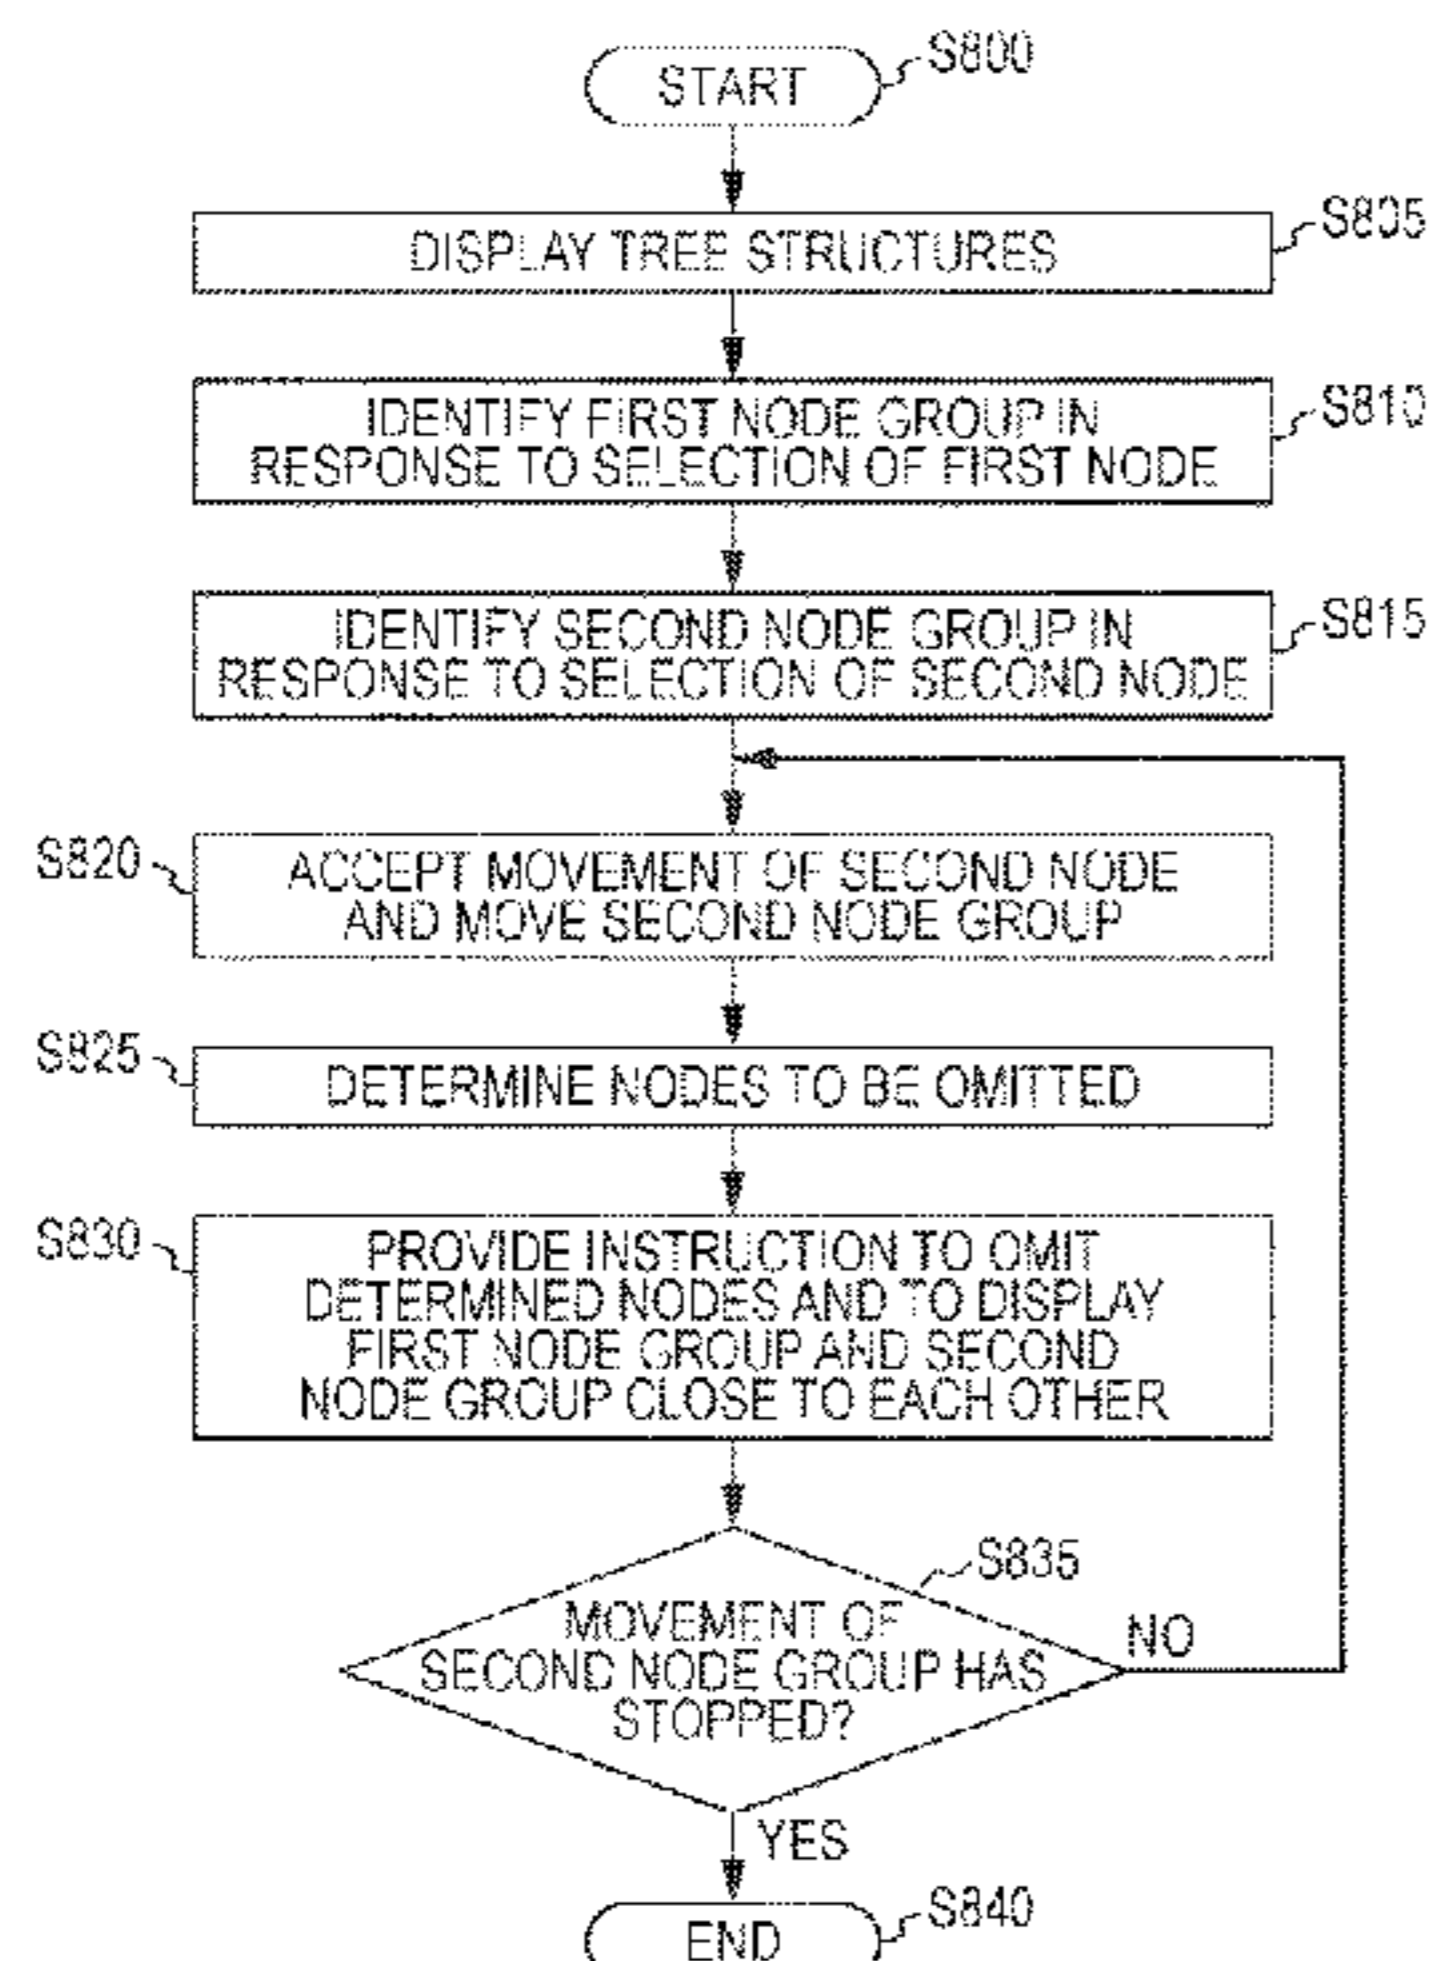 START
S800
DISPLAY TREE STRUCTURES
S805
IDENTIFY FIRST NODE GROUP IN
RESPONSE TO SELECTION OF FIRST NODE
S810
IDENTIFY SECOND NODE GROUP IN
RESPONSE TO SELECTION OF SECOND NODE
S815
S820
ACCEPT MOVEMENT OF SECOND NODE
AND MOVE SECOND NODE GROUP
S825
DETERMINE NODES TO BE OMITTED
S830
PROVIDE INSTRUCTION TO OMIT
DETERMINED NODES AND TO DISPLAY
FIRST NODE GROUP AND SECOND
NODE GROUP CLOSE TO EACH OTHER
S835
MOVEMENT OF
SECOND NODE GROUP HAS
STOPPED?
NO
YES
END
S840